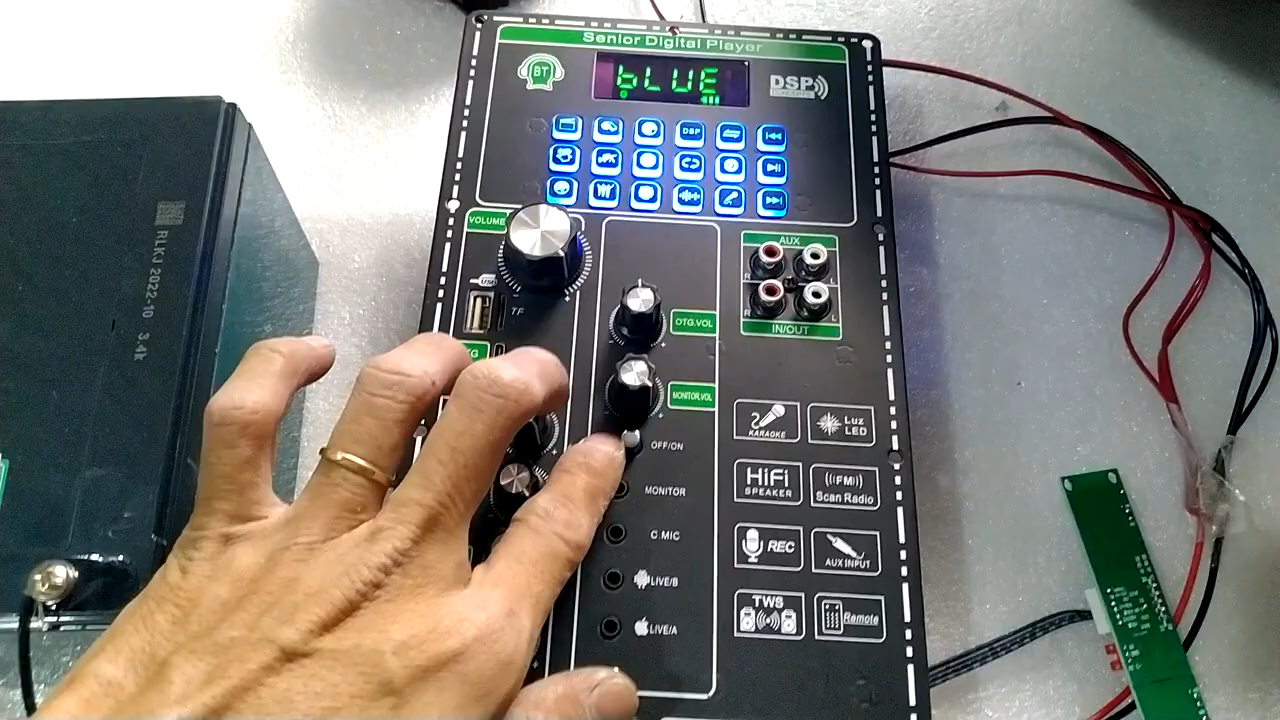 Senior Digital Player
BT
bLUE
DSP
DSP
VOLUME
USB
TF
AUX
R
L
R
L
IN/OUT
OTG.VOL
MONITOR.VOL
OFF/ON
MONITOR
C.MIC
LIVE/B
LIVE/A
KARAOKE
Luz
LED
HiFi
SPEAKER
((FM))
Scan Radio
REC
AUX INPUT
TWS
Remote
RLKJ 2022-10 3.4k